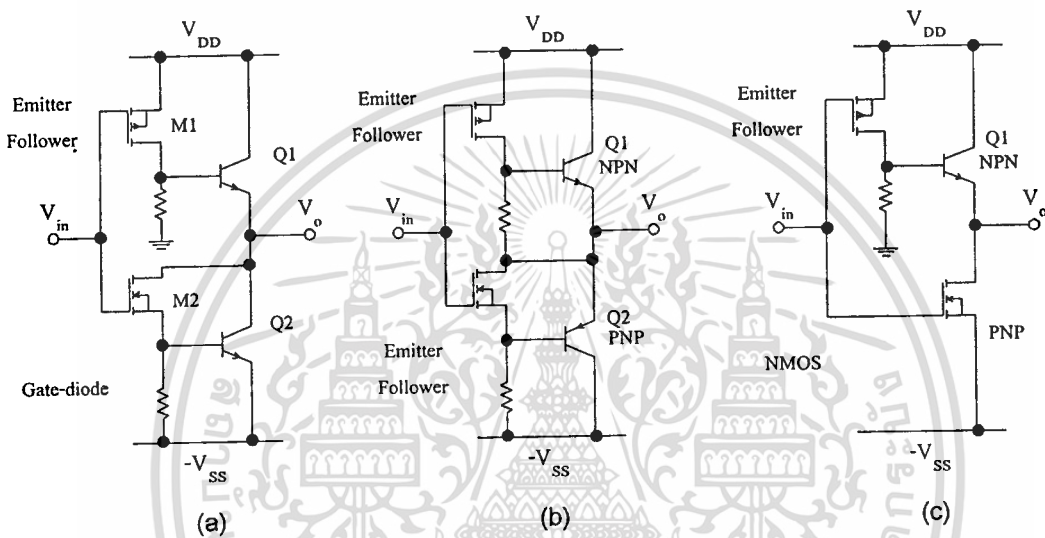 V_DD
Emitter
Follower
M1
Q1
V_in
V_o
M2
Q2
Gate-diode
-V_SS
(a)
V_DD
Emitter
Follower
Q1
NPN
V_in
V_o
Q2
PNP
Emitter
Follower
-V_SS
(b)
V_DD
Emitter
Follower
Q1
NPN
V_in
V_o
NMOS
PNP
-V_SS
(c)